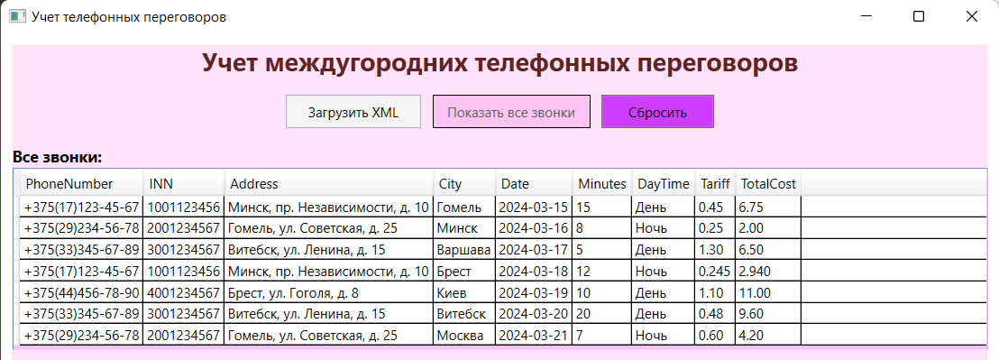 Учет телефонных переговоров
Учет междугородних телефонных переговоров
Загрузить XML Показать все звонки Сбросить
Все звонки:
PhoneNumber INN Address City Date Minutes DayTime Tariff TotalCost
+375(17)123-45-67 1001123456 Минск, пр. Независимости, д. 10 Гомель 2024-03-15 15 День 0.45 6.75
+375(29)234-56-78 2001234567 Гомель, ул. Советская, д. 25 Минск 2024-03-16 8 Ночь 0.25 2.00
+375(33)345-67-89 3001234567 Витебск, ул. Ленина, д. 15 Варшава 2024-03-17 5 День 1.30 6.50
+375(17)123-45-67 1001123456 Минск, пр. Независимости, д. 10 Брест 2024-03-18 12 Ночь 0.245 2.940
+375(44)456-78-90 4001234567 Брест, ул. Гоголя, д. 8 Киев 2024-03-19 10 День 1.10 11.00
+375(33)345-67-89 3001234567 Витебск, ул. Ленина, д. 15 Витебск 2024-03-20 20 День 0.48 9.60
+375(29)234-56-78 2001234567 Гомель, ул. Советская, д. 25 Москва 2024-03-21 7 Ночь 0.60 4.20